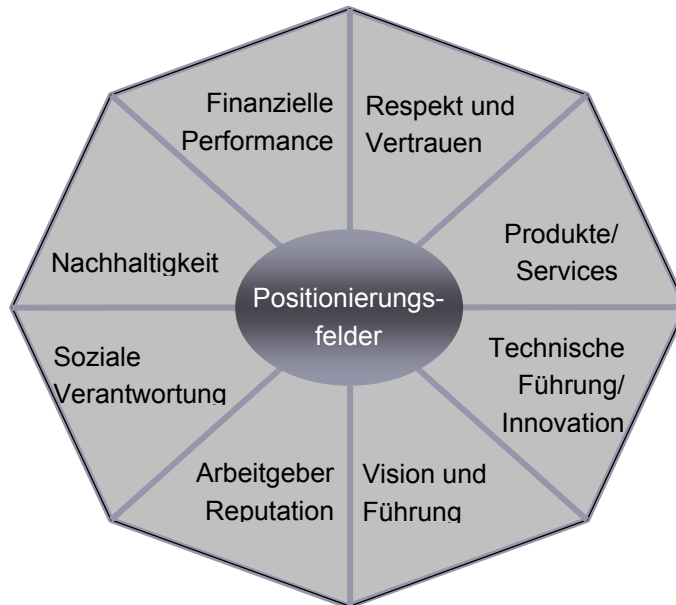 Finanzielle
Performance
Respekt und
Vertrauen
Produkte/
Services
Technische
Führung/
Innovation
Vision und
Führung
Arbeitgeber
Reputation
Soziale
Verantwortung
Nachhaltigkeit
Positionierungs-
felder